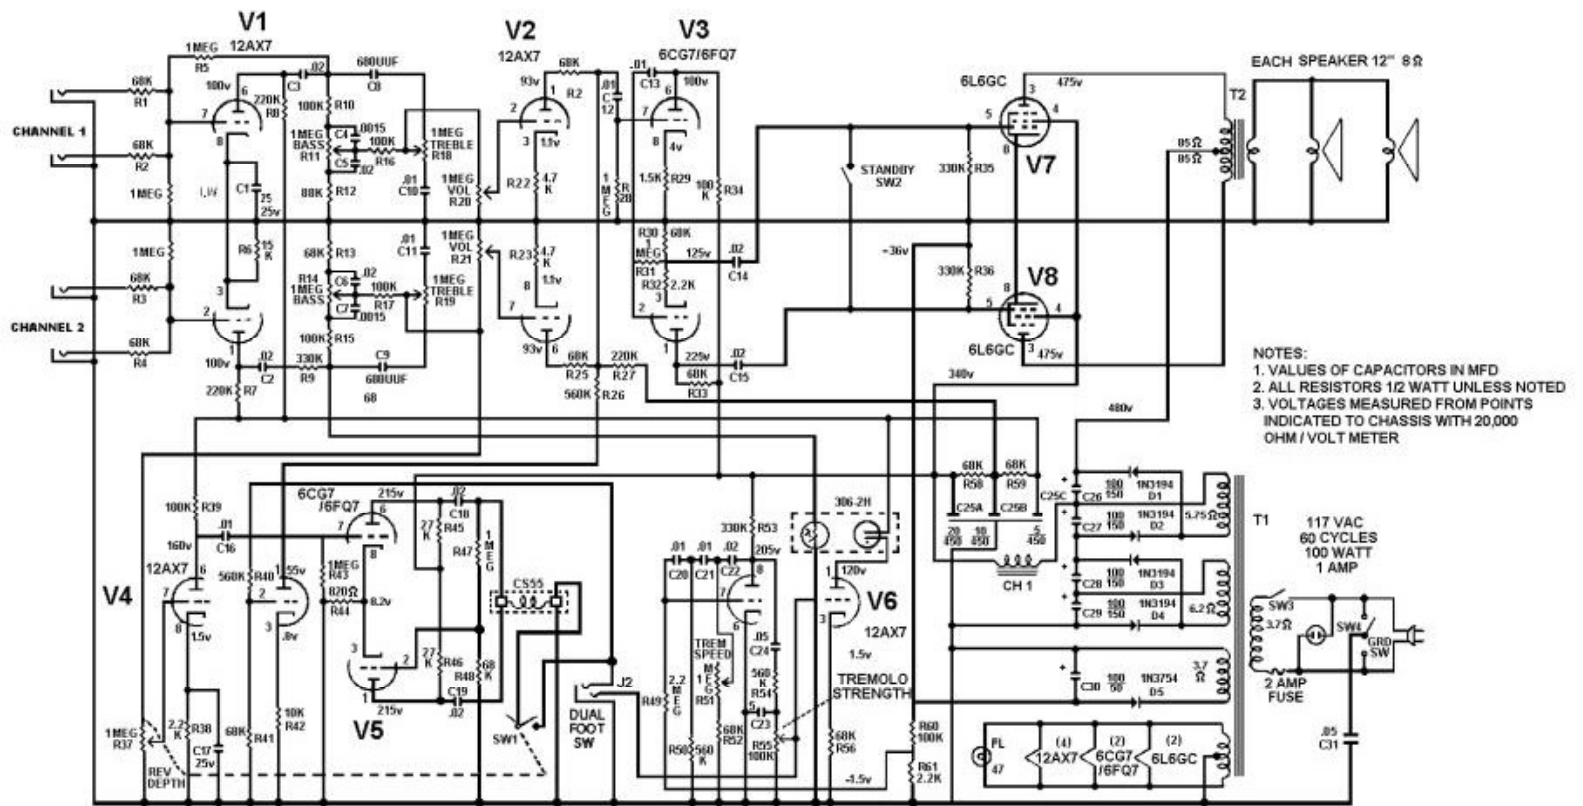 V1
12AX7
V2
12AX7
V3
6CG7/6FQ7
1MEG
R5
68K
R1
CHANNEL 1
68K
R2
1MEG
100v
220K
R8
.02
C3
680UUF
C8
100K
R10
1MEG
BASS
R11
C4
.0015
C5
.02
100K
R16
1MEG
TREBLE
R18
88K
R12
.01
C10
1MEG
VOL
R20
C1
25
25v
R6
15
K
1MEG
68K
R3
CHANNEL 2
68K
R4
100v
220K
R7
.02
C2
330K
R9
68K
R13
R14
1MEG
BASS
C6
.02
C7
.0015
100K
R17
100K
R15
C9
680UUF
68
.01
C11
1MEG
TREBLE
R19
1MEG
VOL
R21
93v
68K
R2
1.1v
R22
4.7
K
R23
4.7
K
1.1v
93v
68K
R25
220K
R27
560K
R26
.01
C
12
1
M
E
G
R
28
.01
C13
100v
4v
1.5K
R29
100
K
R34
R30
1
MEG
R31
68K
125v
R32
2.2K
.02
C14
225v
68K
R33
.02
C15
STANDBY
SW2
330K
R35
-36v
330K
R36
6L6GC
475v
V7
V8
6L6GC
475v
340v
T2
85Ω
85Ω
480v
EACH SPEAKER 12" 8Ω
NOTES:
1. VALUES OF CAPACITORS IN MFD
2. ALL RESISTORS 1/2 WATT UNLESS NOTED
3. VOLTAGES MEASURED FROM POINTS
INDICATED TO CHASSIS WITH 20,000
OHM / VOLT METER
100K
R39
.01
C16
160v
V4
12AX7
1.5v
1MEG
R37
REV
DEPTH
2.2
K
R38
C17
25v
560K
R40
155v
.8v
68K
R41
10K
R42
6CG7
/6FQ7
215v
1MEG
R43
820Ω
R44
8.2v
215v
V5
27
K
R45
.02
C18
R47
1
M
E
G
27
K
R46
68
K
R48
C19
.02
CS55
SW1
J2
DUAL
FOOT
SW
330K
R53
205v
.01
C20
.01
C21
.02
C22
2.2
M
E
G
R49
R50
560
K
TREM
SPEED
1
M
E
G
R51
68K
R52
.05
C24
560
K
R54
.5
C23
R55
100K
TREMOLO
STRENGTH
306-2H
120v
V6
12AX7
1.5v
68K
R56
-1.5v
R60
100K
R61
2.2K
68K
R58
68K
R59
C25A
C25B
C25C
20
450
10
450
5
450
CH 1
C26
100
150
1N3194
D1
C27
100
150
1N3194
D2
5.75Ω
C28
100
150
1N3194
D3
C29
100
150
1N3194
D4
6.2Ω
C30
100
50
1N3754
D5
3.7
Ω
T1
117 VAC
60 CYCLES
100 WATT
1 AMP
SW3
3.7Ω
SW4
GRD
SW
2 AMP
FUSE
.05
C31
PL
47
(4)
12AX7
(2)
6CG7
/6FQ7
(2)
6L6GC